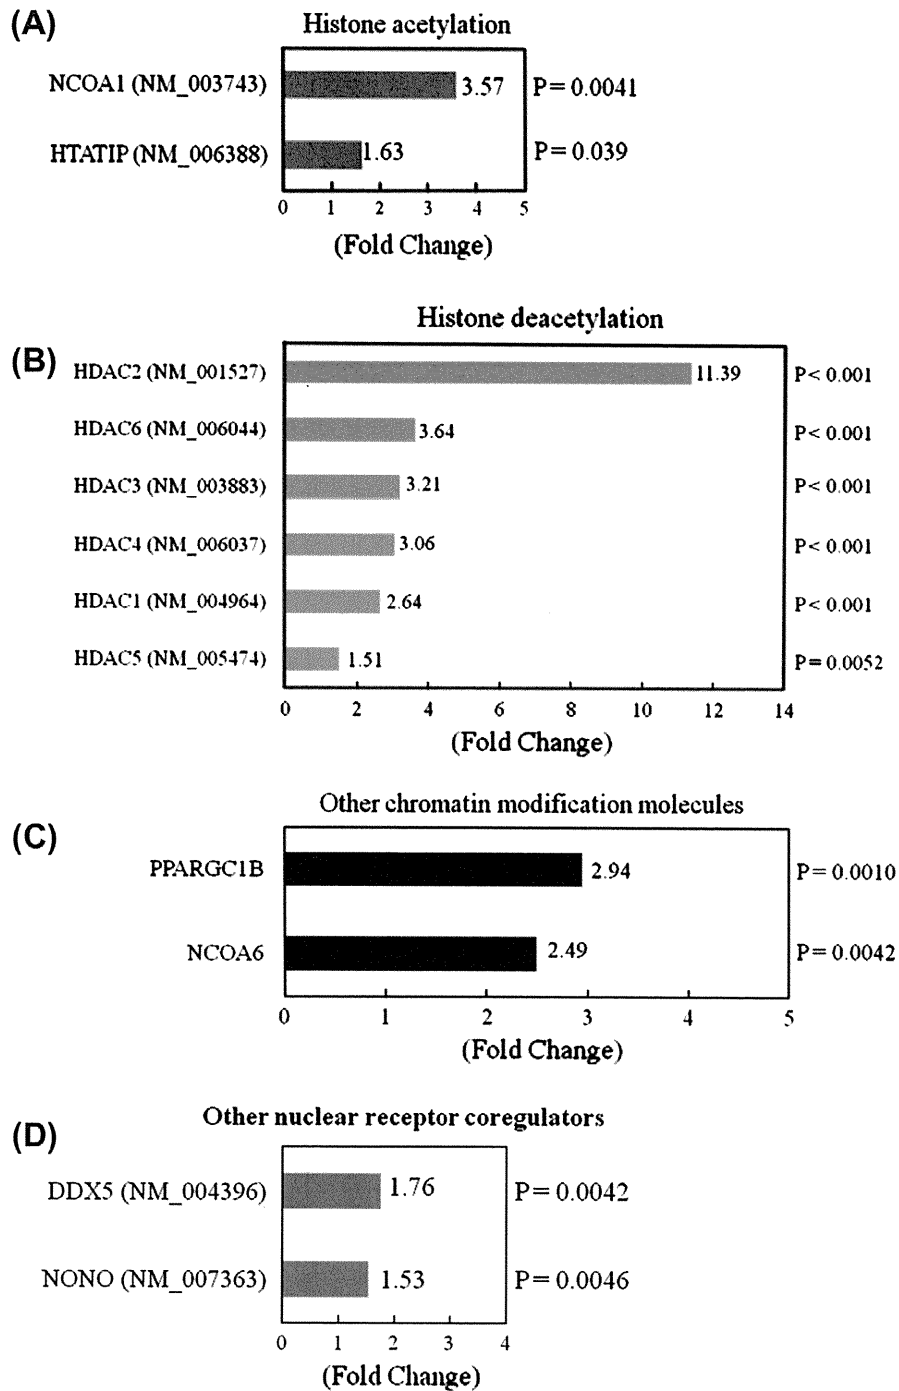 (A)
Histone acetylation
NCOA1 (NM_003743) 3.57 P = 0.0041
HTATIP (NM_006388) 1.63 P = 0.039
0 1 2 3 4 5
(Fold Change)
Histone deacetylation
(B)
HDAC2 (NM_001527) 11.39 P < 0.001
HDAC6 (NM_006044) 3.64 P < 0.001
HDAC3 (NM_003883) 3.21 P < 0.001
HDAC4 (NM_006037) 3.06 P < 0.001
HDAC1 (NM_004964) 2.64 P < 0.001
HDAC5 (NM_005474) 1.51 P = 0.0052
0 2 4 6 8 10 12 14
(Fold Change)
Other chromatin modification molecules
(C)
PPARGC1B 2.94 P = 0.0010
NCOA6 2.49 P = 0.0042
0 1 2 3 4 5
(Fold Change)
Other nuclear receptor coregulators
(D)
DDX5 (NM_004396) 1.76 P = 0.0042
NONO (NM_007363) 1.53 P = 0.0046
0 1 2 3 4
(Fold Change)